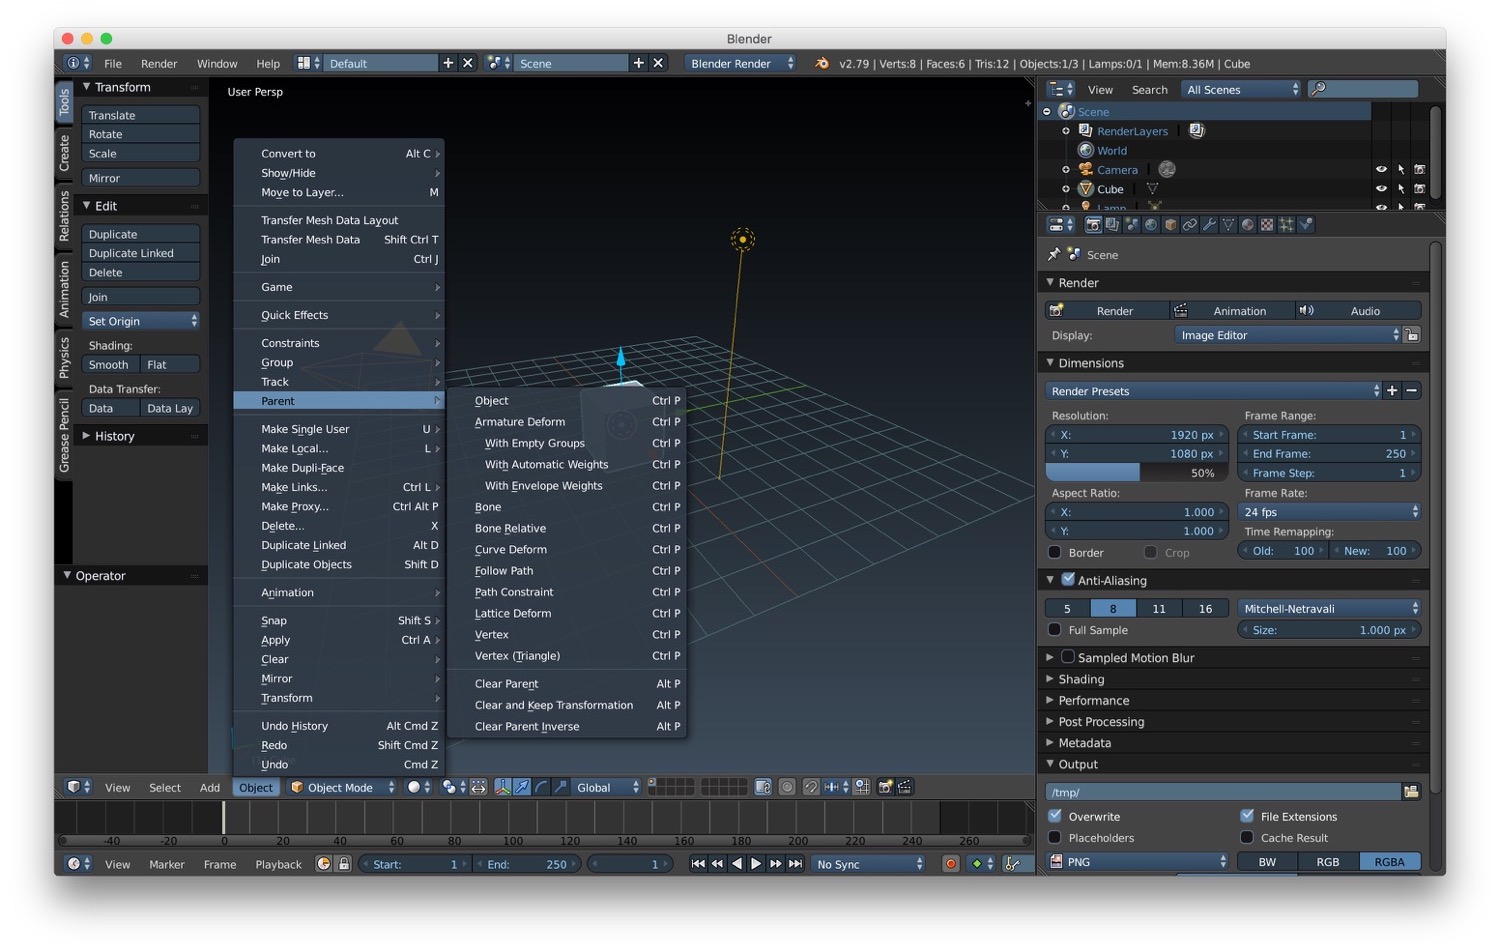 Blender
File Render Window Help Default Scene Blender Render v2.79 | Verts:8 | Faces:6 | Tris:12 | Objects:1/3 | Lamps:0/1 | Mem:8.36M | Cube
Tools
Create
Relations
Animation
Physics
Grease Pencil
Transform
Translate
Rotate
Scale
Mirror
Edit
Duplicate
Duplicate Linked
Delete
Join
Set Origin
Shading:
Smooth Flat
Data Transfer:
Data Data Lay
History
Operator
User Persp
Convert to Alt C
Show/Hide
Move to Layer... M
Transfer Mesh Data Layout
Transfer Mesh Data Shift Ctrl T
Join Ctrl J
Game
Quick Effects
Constraints
Group
Track
Parent
Make Single User U
Make Local... L
Make Dupli-Face
Make Links... Ctrl L
Make Proxy... Ctrl Alt P
Delete... X
Duplicate Linked Alt D
Duplicate Objects Shift D
Animation
Snap Shift S
Apply Ctrl A
Clear
Mirror
Transform
Undo History Alt Cmd Z
Redo Shift Cmd Z
Undo Cmd Z
Object Ctrl P
Armature Deform Ctrl P
With Empty Groups Ctrl P
With Automatic Weights Ctrl P
With Envelope Weights Ctrl P
Bone Ctrl P
Bone Relative Ctrl P
Curve Deform Ctrl P
Follow Path Ctrl P
Path Constraint Ctrl P
Lattice Deform Ctrl P
Vertex Ctrl P
Vertex (Triangle) Ctrl P
Clear Parent Alt P
Clear and Keep Transformation Alt P
Clear Parent Inverse Alt P
View Select Add Object Object Mode Global
-40 -20 0 20 40 60 80 100 120 140 160 180 200 220 240 260
View Marker Frame Playback Start: 1 End: 250 1 No Sync
View Search All Scenes
Scene
RenderLayers
World
Camera
Cube
Lamp
Scene
Render
Render Animation Audio
Display: Image Editor
Dimensions
Render Presets
Resolution: Frame Range:
X: 1920 px Start Frame: 1
Y: 1080 px End Frame: 250
50% Frame Step: 1
Aspect Ratio: Frame Rate:
X: 1.000 24 fps
Y: 1.000 Time Remapping:
Border Crop Old: 100 New: 100
Anti-Aliasing
5 8 11 16 Mitchell-Netravali
Full Sample Size: 1.000 px
Sampled Motion Blur
Shading
Performance
Post Processing
Metadata
Output
/tmp/
Overwrite File Extensions
Placeholders Cache Result
PNG BW RGB RGBA